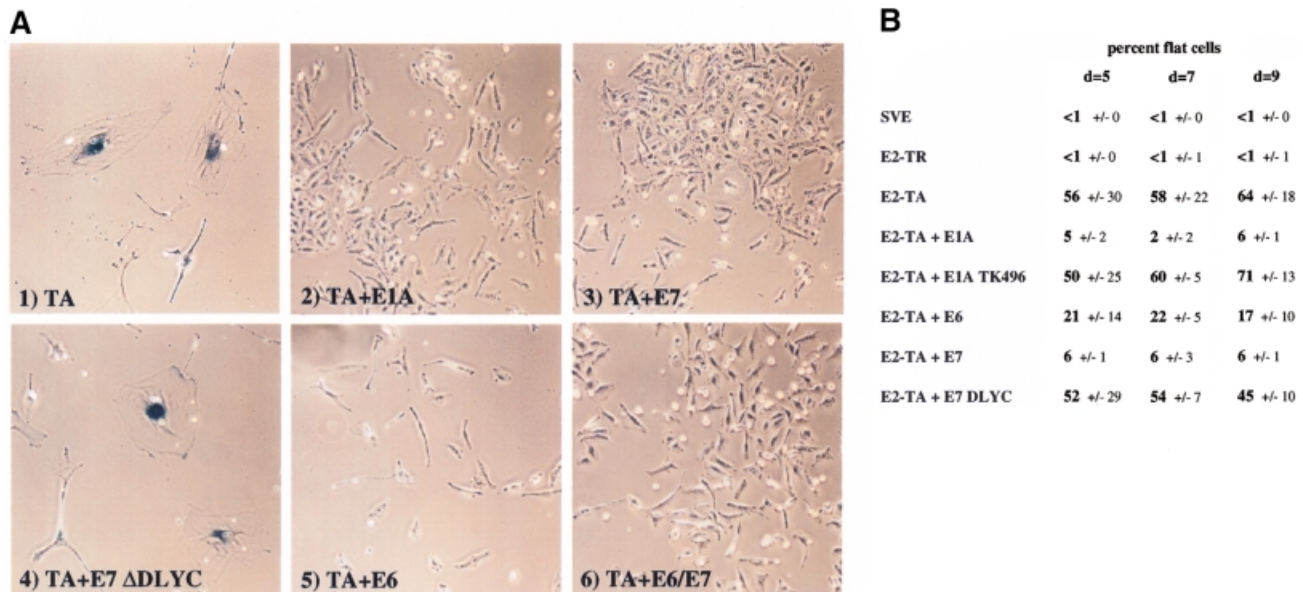 A
1) TA
2) TA+E1A
3) TA+E7
4) TA+E7 ΔDLYC
5) TA+E6
6) TA+E6/E7
B
percent flat cells
d=5 d=7 d=9
SVE <1 +/- 0 <1 +/- 0 <1 +/- 0
E2-TR <1 +/- 0 <1 +/- 1 <1 +/- 1
E2-TA 56 +/- 30 58 +/- 22 64 +/- 18
E2-TA + E1A 5 +/- 2 2 +/- 2 6 +/- 1
E2-TA + E1A TK496 50 +/- 25 60 +/- 5 71 +/- 13
E2-TA + E6 21 +/- 14 22 +/- 5 17 +/- 10
E2-TA + E7 6 +/- 1 6 +/- 3 6 +/- 1
E2-TA + E7 DLYC 52 +/- 29 54 +/- 7 45 +/- 10